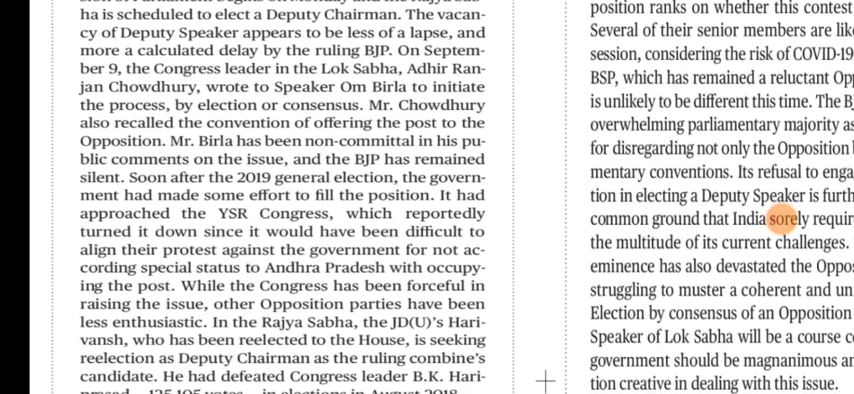 ha is scheduled to elect a Deputy Chairman. The vacan-
cy of Deputy Speaker appears to be less of a lapse, and
more a calculated delay by the ruling BJP. On Septem-
ber 9, the Congress leader in the Lok Sabha, Adhir Ran-
jan Chowdhury, wrote to Speaker Om Birla to initiate
the process, by election or consensus. Mr. Chowdhury
also recalled the convention of offering the post to the
Opposition. Mr. Birla has been non-committal in his pu-
blic comments on the issue, and the BJP has remained
silent. Soon after the 2019 general election, the govern-
ment had made some effort to fill the position. It had
approached the YSR Congress, which reportedly
turned it down since it would have been difficult to
align their protest against the government for not ac-
cording special status to Andhra Pradesh with occupy-
ing the post. While the Congress has been forceful in
raising the issue, other Opposition parties have been
less enthusiastic. In the Rajya Sabha, the JD(U)'s Hari-
vansh, who has been reelected to the House, is seeking
reelection as Deputy Chairman as the ruling combine's
candidate. He had defeated Congress leader B.K. Hari-
position ranks on whether this contest
Several of their senior members are lik
session, considering the risk of COVID-19
BSP, which has remained a reluctant Op
is unlikely to be different this time. The B
overwhelming parliamentary majority as
for disregarding not only the Opposition
mentary conventions. Its refusal to enga
tion in electing a Deputy Speaker is furth
common ground that India sorely requir
the multitude of its current challenges.
eminence has also devastated the Oppo
struggling to muster a coherent and un
Election by consensus of an Opposition
Speaker of Lok Sabha will be a course c
government should be magnanimous an
tion creative in dealing with this issue.